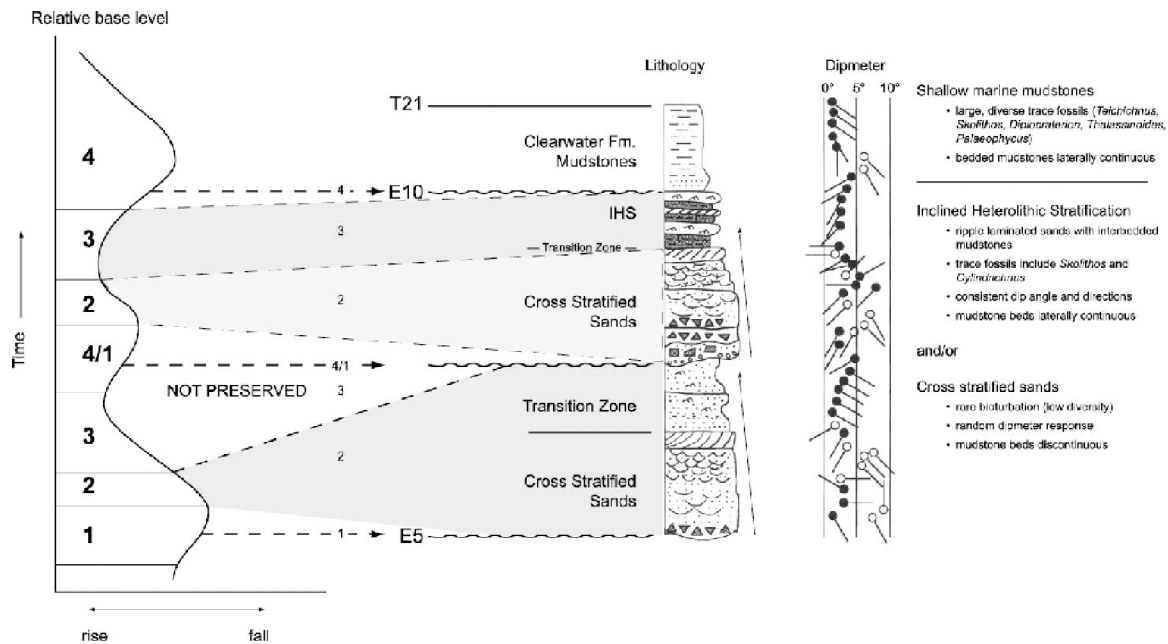 Relative base level
Time
rise
fall
4
3
2
4/1
3
2
1
NOT PRESERVED
4
3
2
4/1
3
2
1
T21
Clearwater Fm.
Mudstones
E10
IHS
Transition Zone
Cross Stratified
Sands
Transition Zone
Cross Stratified
Sands
E5
Lithology
Dipmeter
0° 5° 10°
Shallow marine mudstones
• large, diverse trace fossils (Teichichnus,
Skolithos, Diplocraterion, Thalassinoides,
Palaeophycus)
• bedded mudstones laterally continuous
Inclined Heterolithic Stratification
• ripple laminated sands with interbedded
mudstones
• trace fossils include Skolithos and
Cylindrichnus
• consistent dip angle and directions
• mudstone beds laterally continuous
and/or
Cross stratified sands
• rare bioturbation (low diversity)
• random dipmeter response
• mudstone beds discontinuous